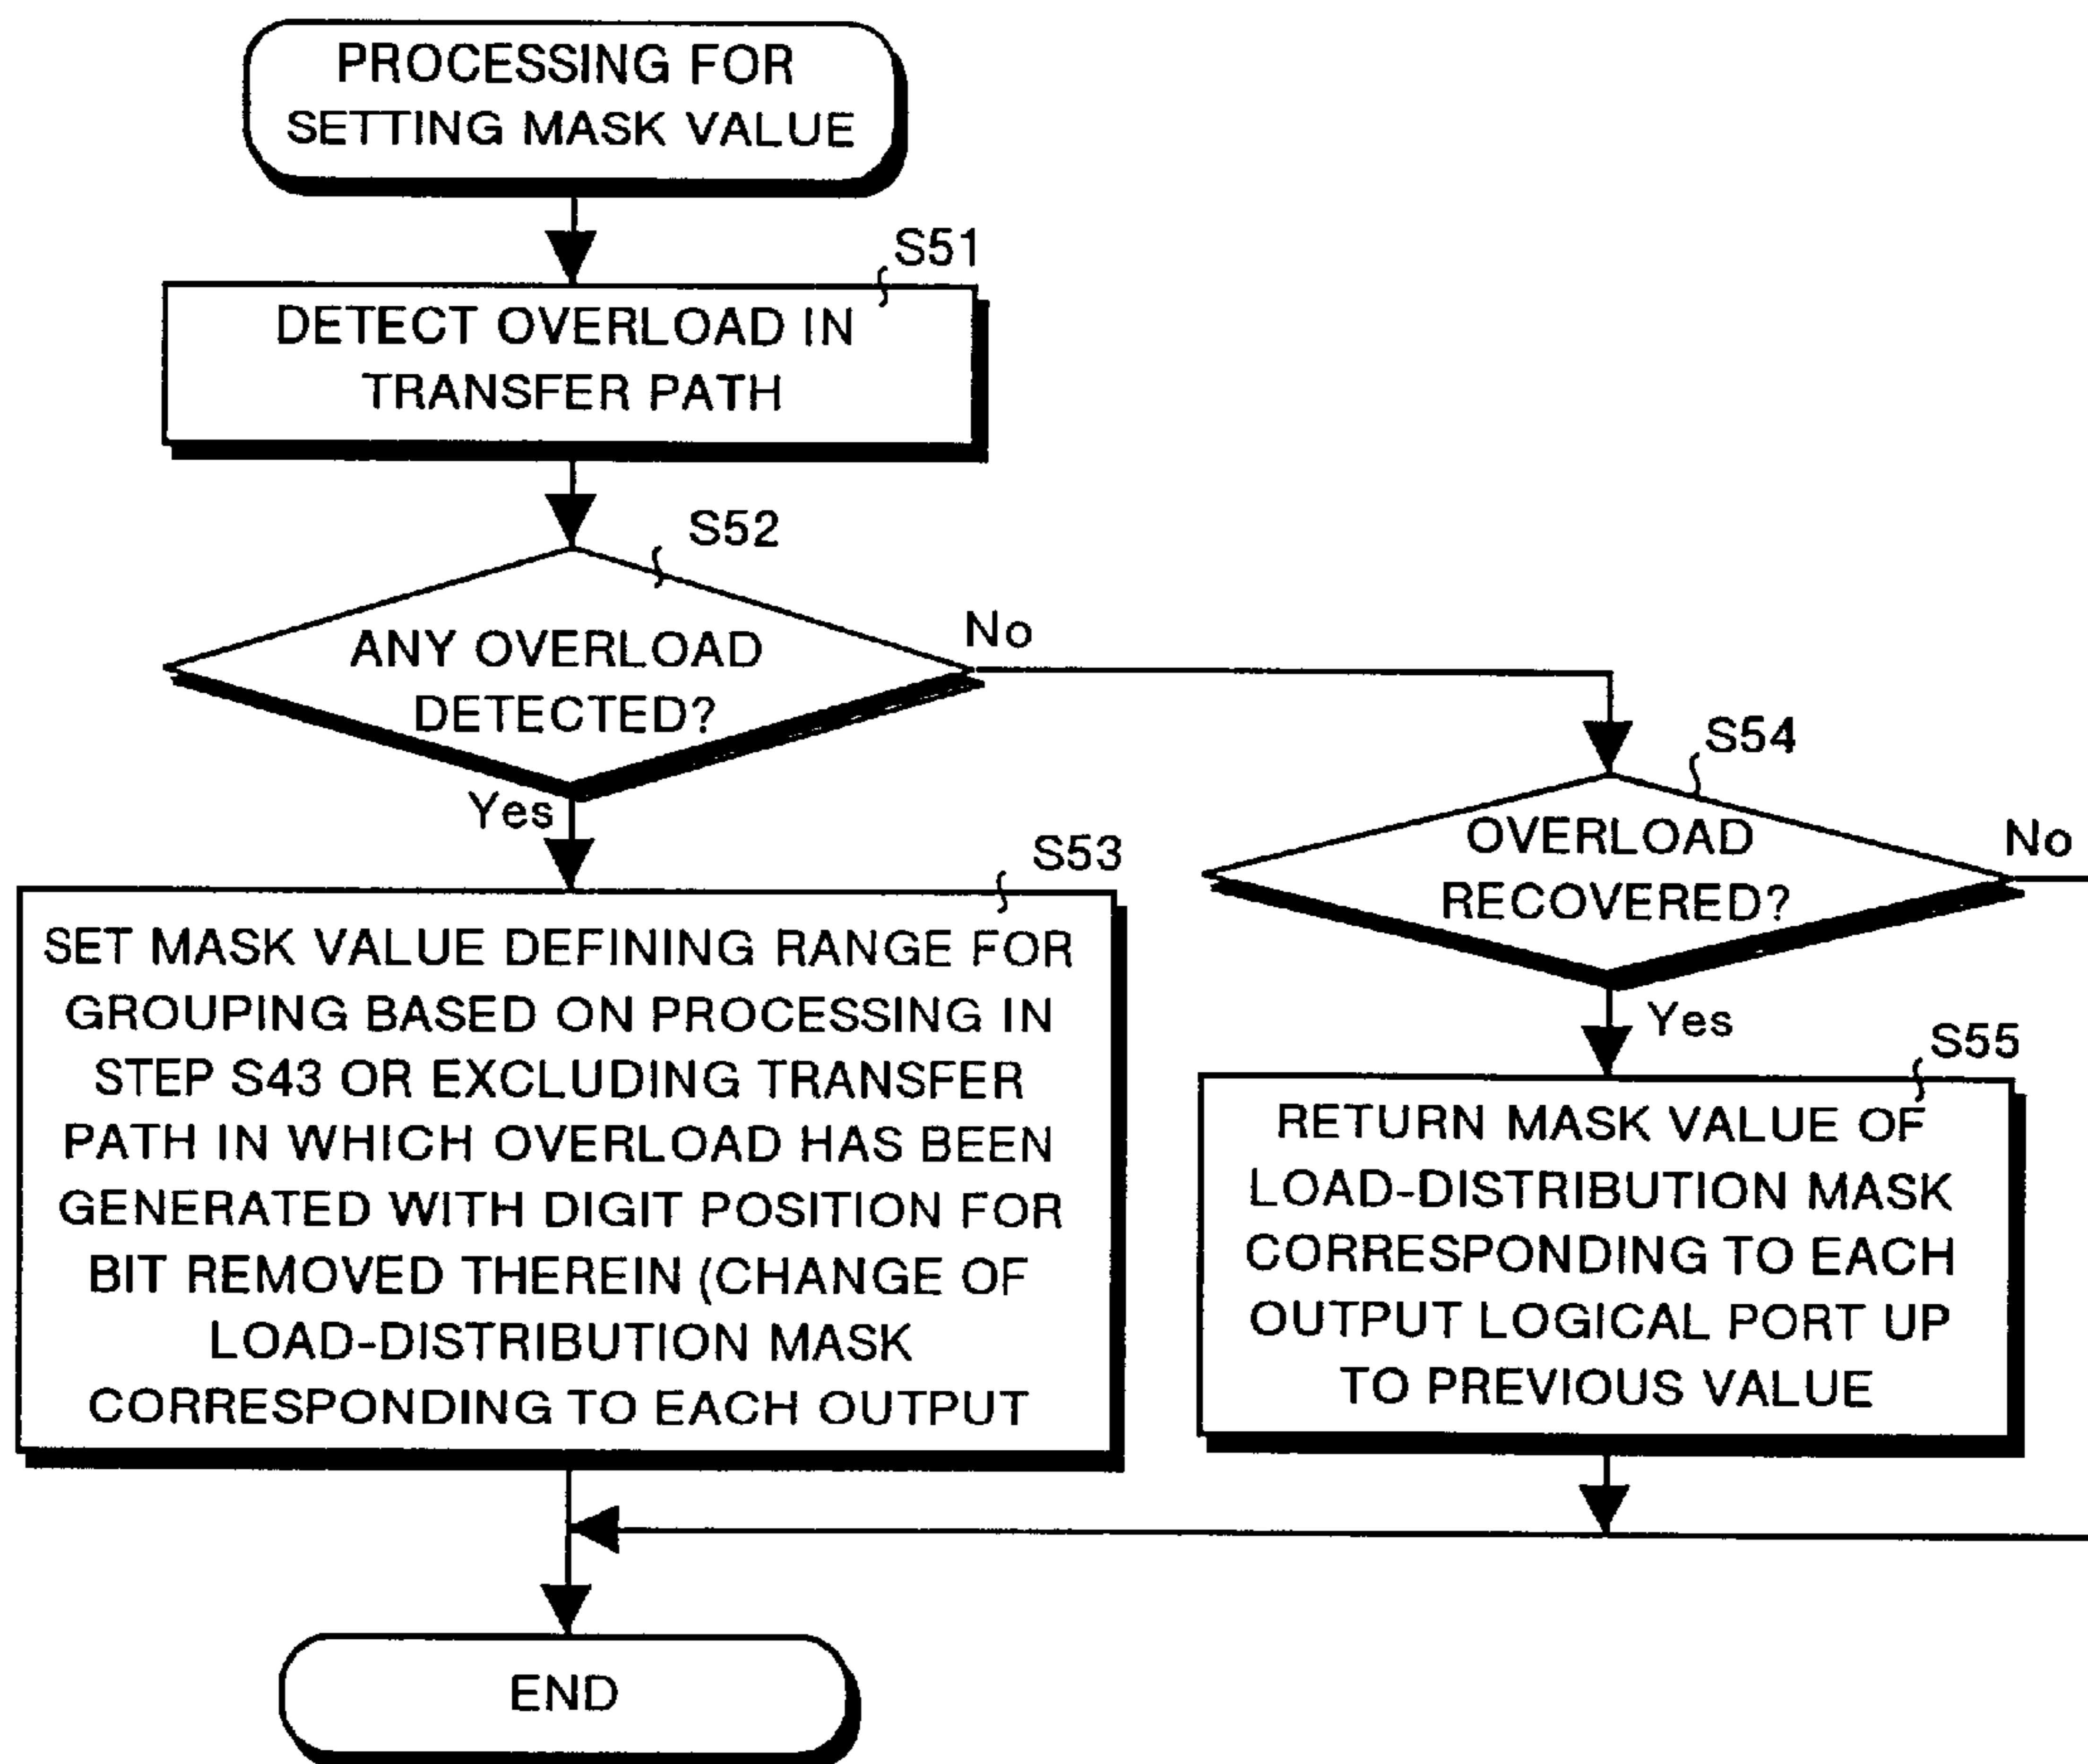 PROCESSING FOR
SETTING MASK VALUE
S51
DETECT OVERLOAD IN
TRANSFER PATH
S52
ANY OVERLOAD
DETECTED?
No
Yes
S54
OVERLOAD
RECOVERED?
No
Yes
S53
SET MASK VALUE DEFINING RANGE FOR
GROUPING BASED ON PROCESSING IN
STEP S43 OR EXCLUDING TRANSFER
PATH IN WHICH OVERLOAD HAS BEEN
GENERATED WITH DIGIT POSITION FOR
BIT REMOVED THEREIN (CHANGE OF
LOAD-DISTRIBUTION MASK
CORRESPONDING TO EACH OUTPUT
S55
RETURN MASK VALUE OF
LOAD-DISTRIBUTION MASK
CORRESPONDING TO EACH
OUTPUT LOGICAL PORT UP
TO PREVIOUS VALUE
END